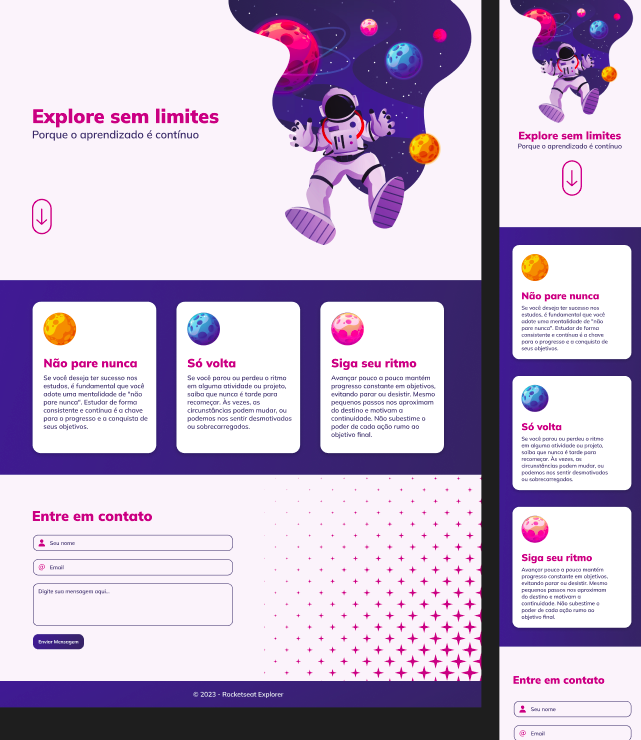 Explore sem limites
Porque o aprendizado é contínuo
Não pare nunca
Se você deseja ter sucesso nos
estudos, é fundamental que você
adote uma mentalidade de "não
pare nunca". Estudar de forma
consistente e contínua é a chave
para o progresso e a conquista de
seus objetivos.
Só volta
Se você parou ou perdeu o ritmo
em alguma atividade ou projeto,
saiba que nunca é tarde para
recomeçar. Às vezes, as
circunstâncias podem mudar, ou
podemos nos sentir desmotivados
ou sobrecarregados.
Siga seu ritmo
Avançar pouco a pouco mantém
progresso constante em objetivos,
evitando parar ou desistir. Mesmo
pequenos passos nos aproximam
do destino e motivam a
continuidade. Não subestime o
poder de cada ação rumo ao
objetivo final.
Entre em contato
Seu nome
Email
Digite sua mensagem aqui...
Enviar Mensagem
© 2023 - Rocketseat Explorer
Explore sem limites
Porque o aprendizado é contínuo
Não pare nunca
Se você deseja ter sucesso nos
estudos, é fundamental que você
adote uma mentalidade de "não
pare nunca". Estudar de forma
consistente e contínua é a chave
para o progresso e a conquista de
seus objetivos.
Só volta
Se você parou ou perdeu o ritmo
em alguma atividade ou projeto,
saiba que nunca é tarde para
recomeçar. Às vezes, as
circunstâncias podem mudar, ou
podemos nos sentir desmotivados
ou sobrecarregados.
Siga seu ritmo
Avançar pouco a pouco mantém
progresso constante em objetivos,
evitando parar ou desistir. Mesmo
pequenos passos nos aproximam
do destino e motivam a
continuidade. Não subestime o
poder de cada ação rumo ao
objetivo final.
Entre em contato
Seu nome
Email